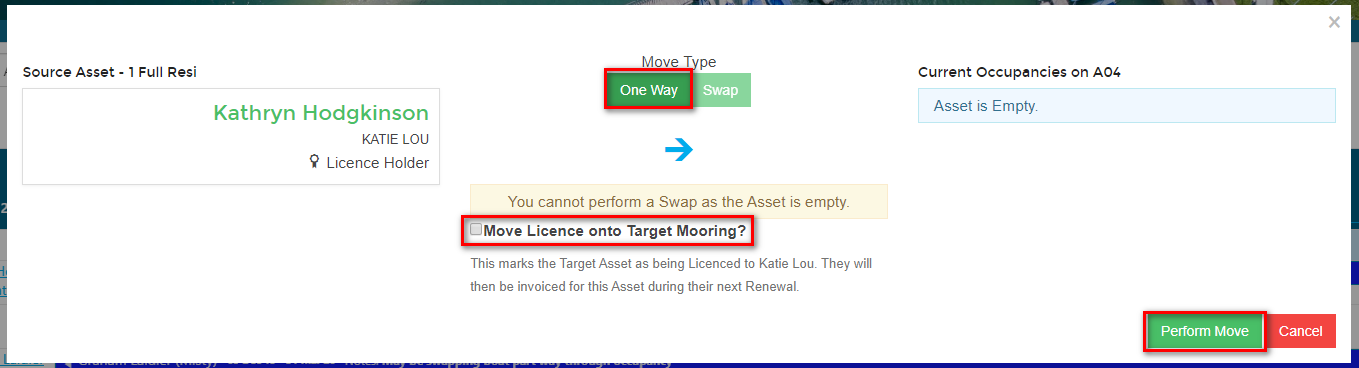 ×
Source Asset - 1 Full Resi
Kathryn Hodgkinson
KATIE LOU
Licence Holder
Move Type
One Way
Swap
You cannot perform a Swap as the Asset is empty.
Move Licence onto Target Mooring?
This marks the Target Asset as being Licenced to Katie Lou. They will
then be invoiced for this Asset during their next Renewal.
Current Occupancies on A04
Asset is Empty.
Perform Move
Cancel